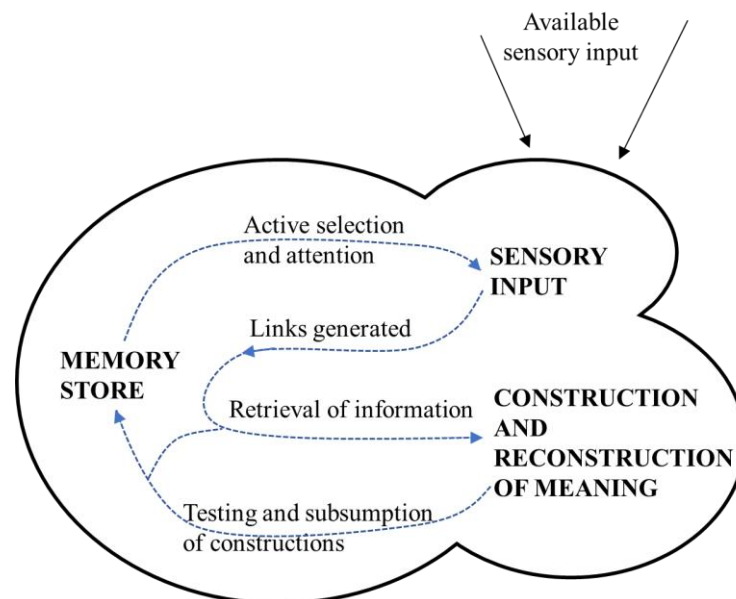 Available
sensory input
Active selection
and attention
SENSORY
INPUT
Links generated
MEMORY
STORE
Retrieval of information
CONSTRUCTION
AND
RECONSTRUCTION
OF MEANING
Testing and subsumption
of constructions